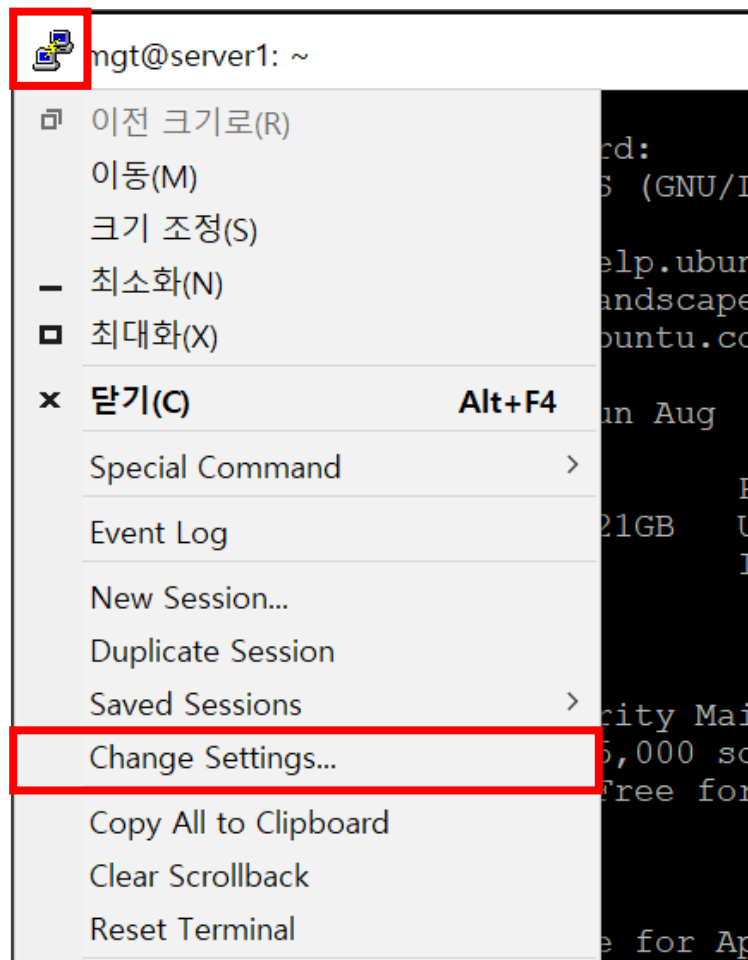 mgt@server1: ~
이전 크기로(R)
이동(M)
크기 조정(S)
최소화(N)
최대화(X)
닫기(C) Alt+F4
Special Command
Event Log
New Session...
Duplicate Session
Saved Sessions
Change Settings...
Copy All to Clipboard
Clear Scrollback
Reset Terminal
rd:
S (GNU/
elp.ubun
andscape
ountu.co
un Aug
21GB
rity Mai
5,000 sc
Free for
e for Ap